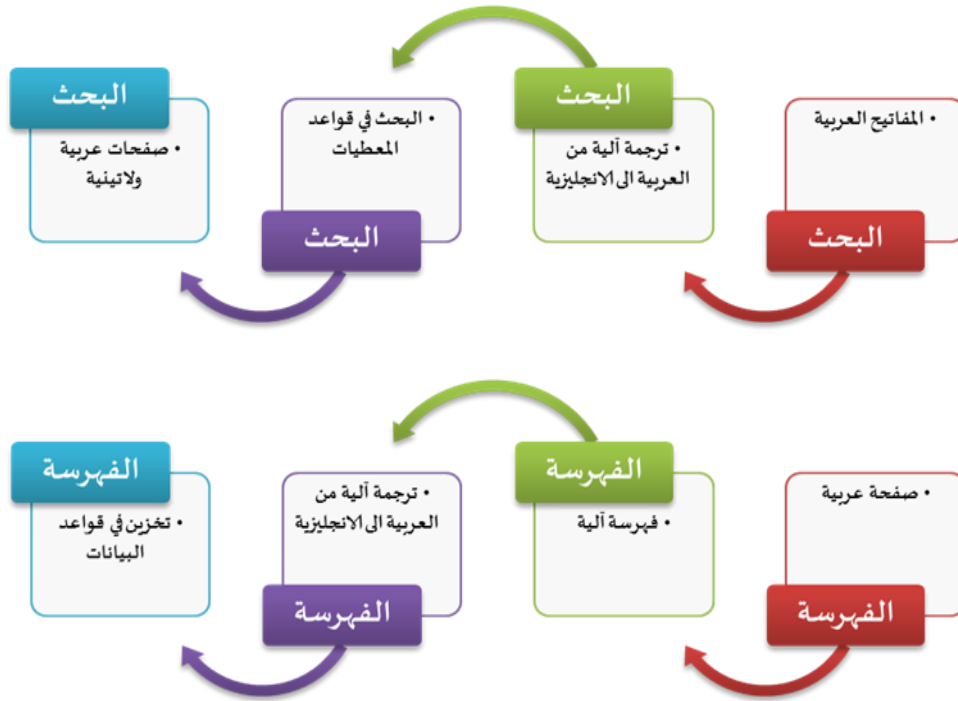 • المفاتيح العربية
البحث
البحث
• ترجمة آلية من
العربية الى الانجليزية
• البحث في قواعد
المعطيات
البحث
البحث
• صفحات عربية
ولاتينية
• صفحة عربية
الفهرسة
الفهرسة
• فهرسة آلية
• ترجمة آلية من
العربية الى الانجليزية
الفهرسة
الفهرسة
• تخزين في قواعد
البيانات